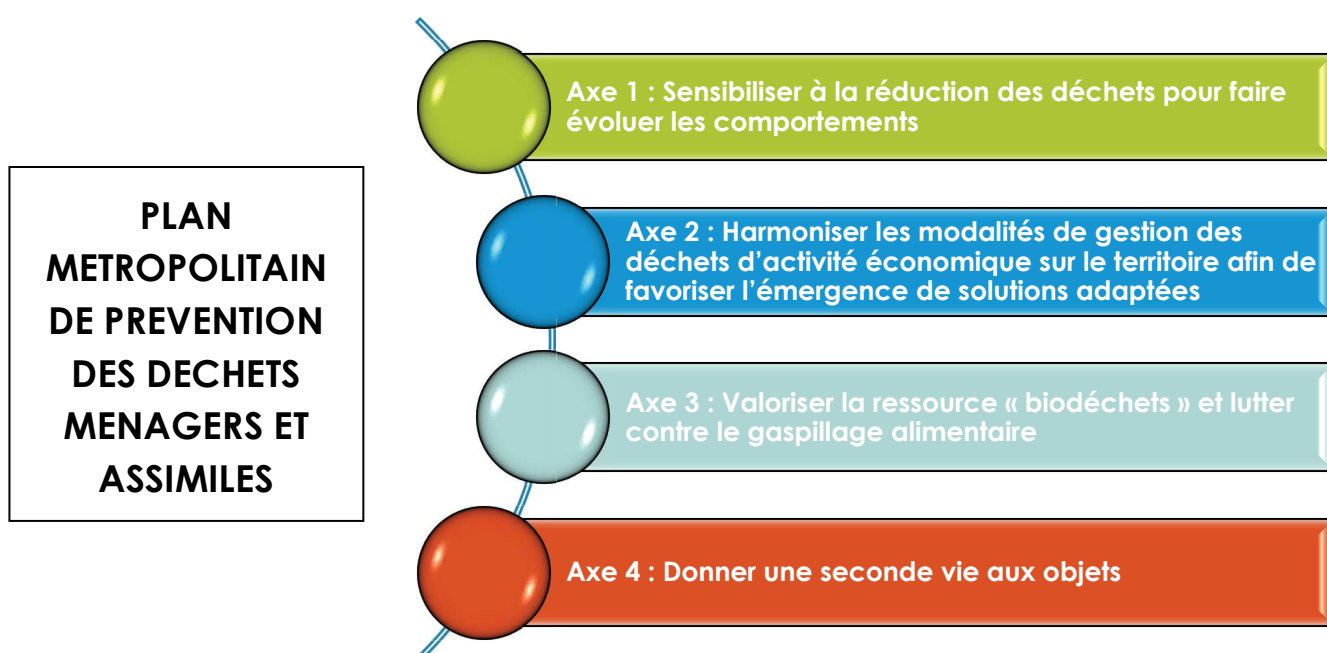 PLAN
METROPOLITAIN
DE PREVENTION
DES DECHETS
MENAGERS ET
ASSIMILES
Axe 1 : Sensibiliser à la réduction des déchets pour faire
évoluer les comportements
Axe 2 : Harmoniser les modalités de gestion des
déchets d’activité économique sur le territoire afin de
favoriser l’émergence de solutions adaptées
Axe 3 : Valoriser la ressource « biodéchets » et lutter
contre le gaspillage alimentaire
Axe 4 : Donner une seconde vie aux objets